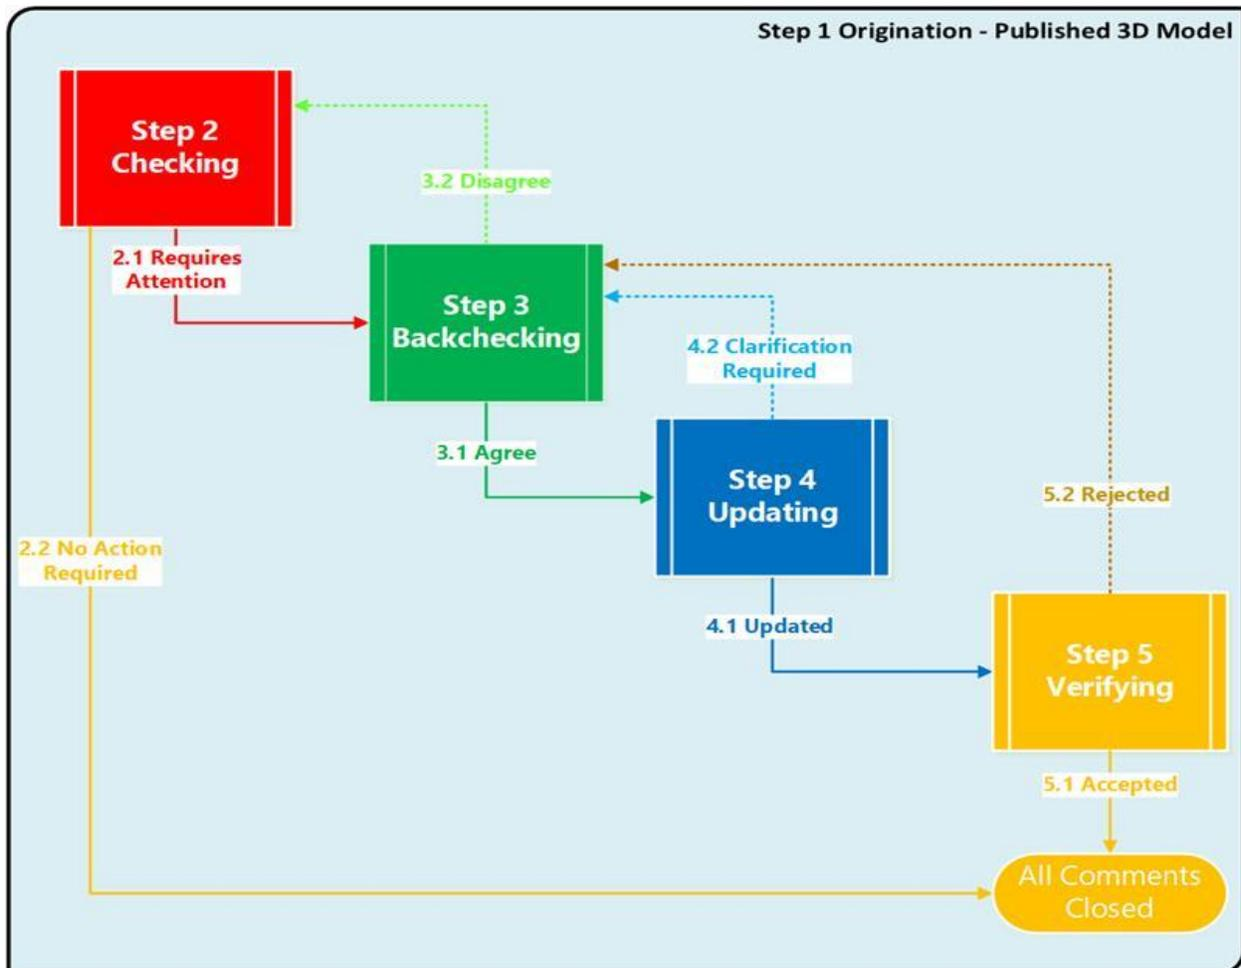 Step 1 Origination - Published 3D Model
Step 2
Checking
3.2 Disagree
2.1 Requires
Attention
Step 3
Backchecking
4.2 Clarification
Required
3.1 Agree
Step 4
Updating
5.2 Rejected
2.2 No Action
Required
4.1 Updated
Step 5
Verifying
5.1 Accepted
All Comments
Closed